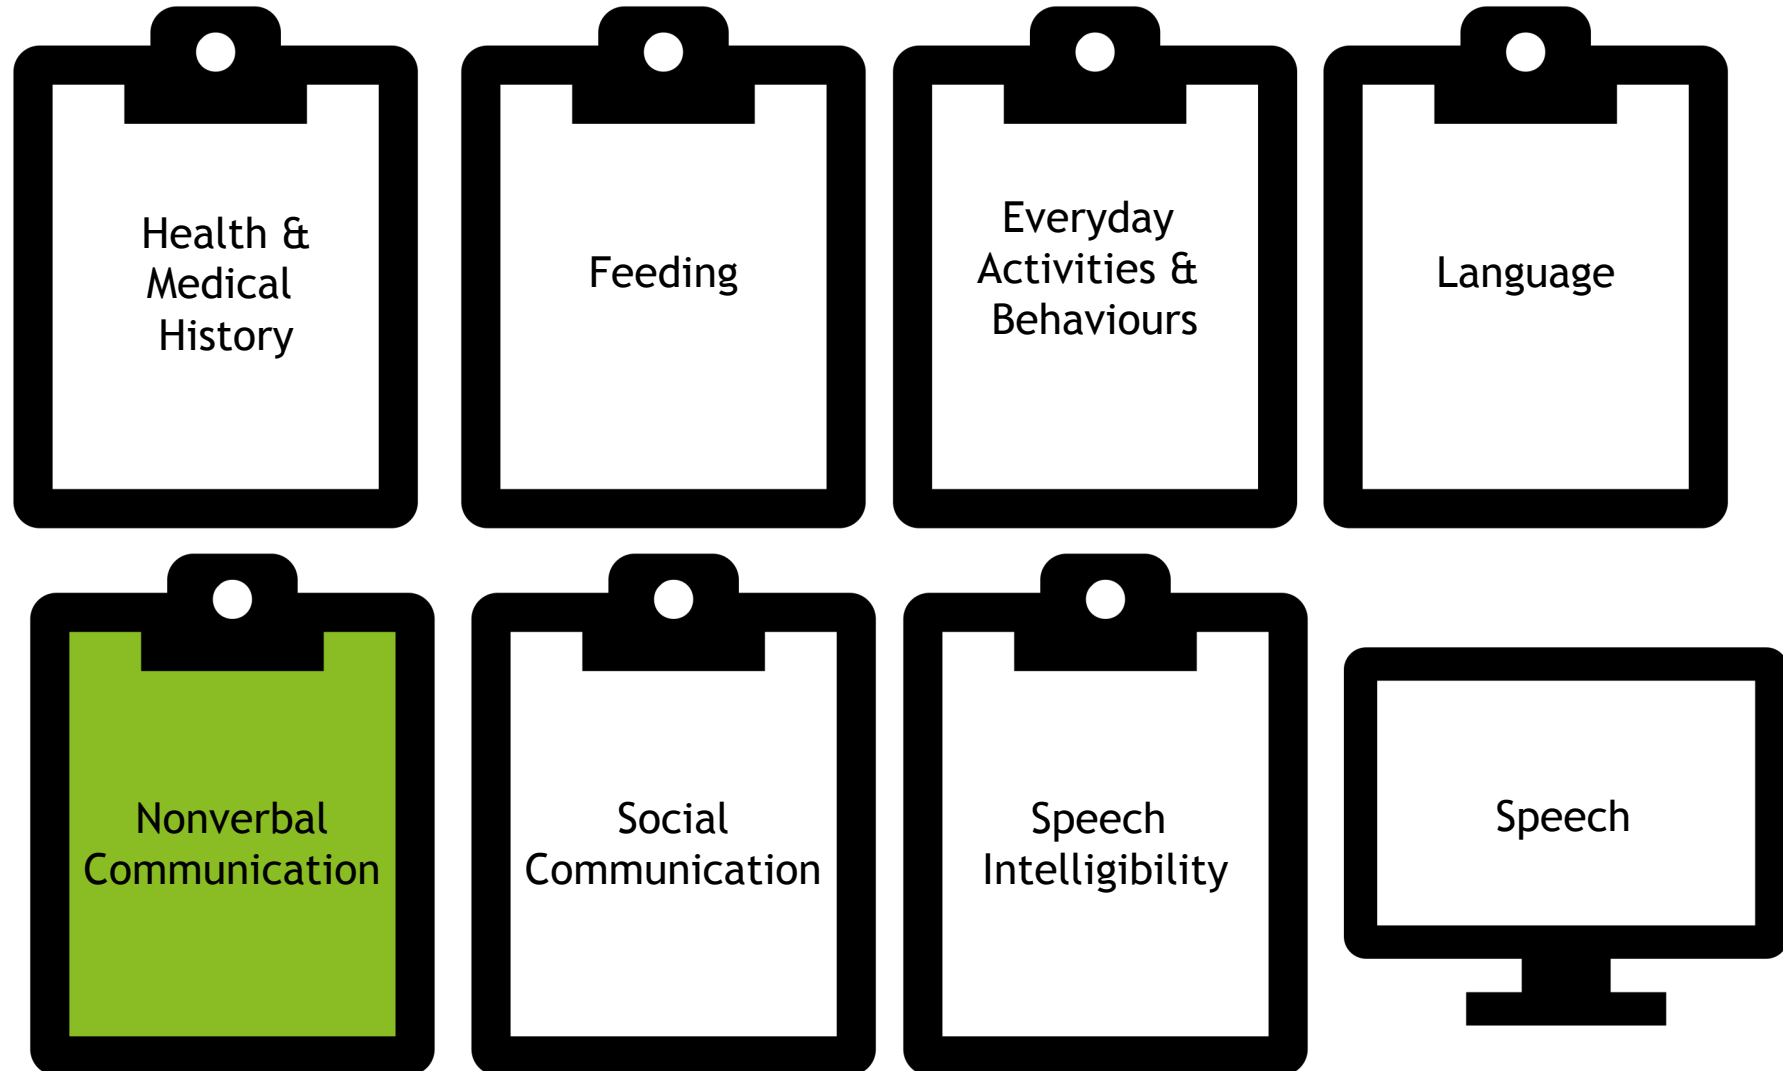 Health &
Medical
History
Feeding
Everyday
Activities &
Behaviours
Language
Nonverbal
Communication
Social
Communication
Speech
Intelligibility
Speech